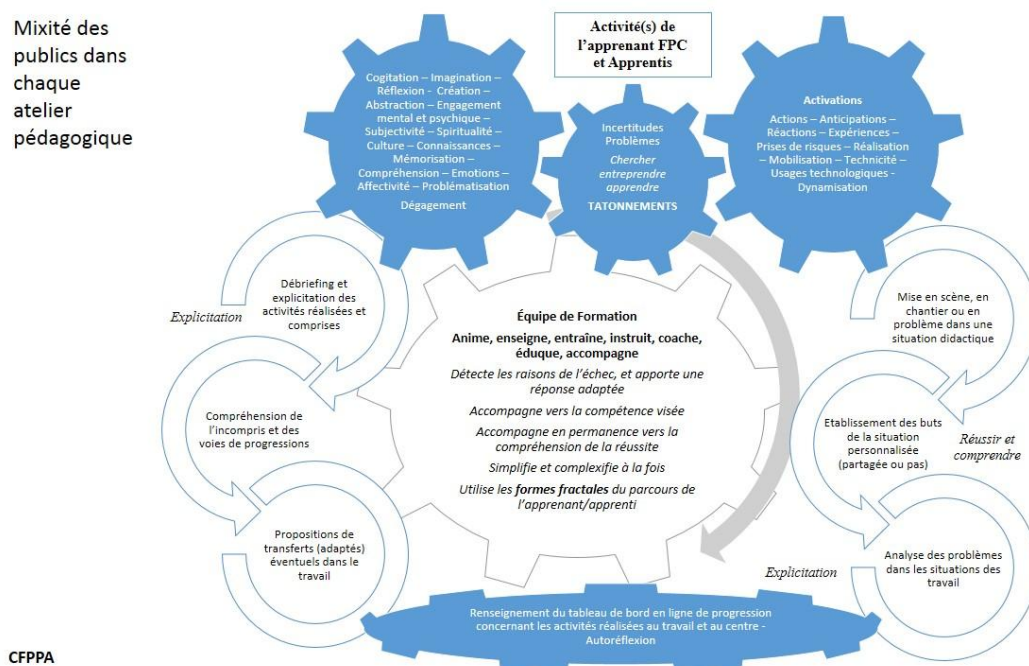 Mixité des
publics dans
chaque
atelier
pédagogique
Activité(s) de
l’apprenant FPC
et Apprentis
Cogitation – Imagination –
Réflexion - Création –
Abstraction – Engagement
mental et psychique –
Subjectivité – Spiritualité –
Culture – Connaissances –
Mémorisation –
Compréhension – Emotions –
Affectivité – Problématisation
Dégagement
Incertitudes
Problèmes
Chercher
entreprendre
apprendre
TATONNEMENTS
Activations
Actions – Anticipations –
Réactions – Expériences –
Prises de risques – Réalisation
– Mobilisation – Technicité –
Usages technologiques -
Dynamisation
Explicitation
Débriefing et
explicitation des
activités réalisées et
comprises
Compréhension de
l’incompris et des
voies de progressions
Propositions de
transferts (adaptés)
éventuels dans le
travail
Équipe de Formation
Anime, enseigne, entraîne, instruit, coache,
éduque, accompagne
Détecte les raisons de l’échec, et apporte une
réponse adaptée
Accompagne vers la compétence visée
Accompagne en permanence vers la
compréhension de la réussite
Simplifie et complexifie à la fois
Utilise les formes fractales du parcours de
l’apprenant/apprenti
Mise en scène, en
chantier ou en
problème dans une
situation didactique
Etablissement des buts
de la situation
personnalisée
(partagée ou pas)
Réussir et
comprendre
Analyse des problèmes
dans les situations des
travail
Explicitation
Renseignement du tableau de bord en ligne de progression
concernant les activités réalisées au travail et au centre -
Autoréflexion
CFPPA